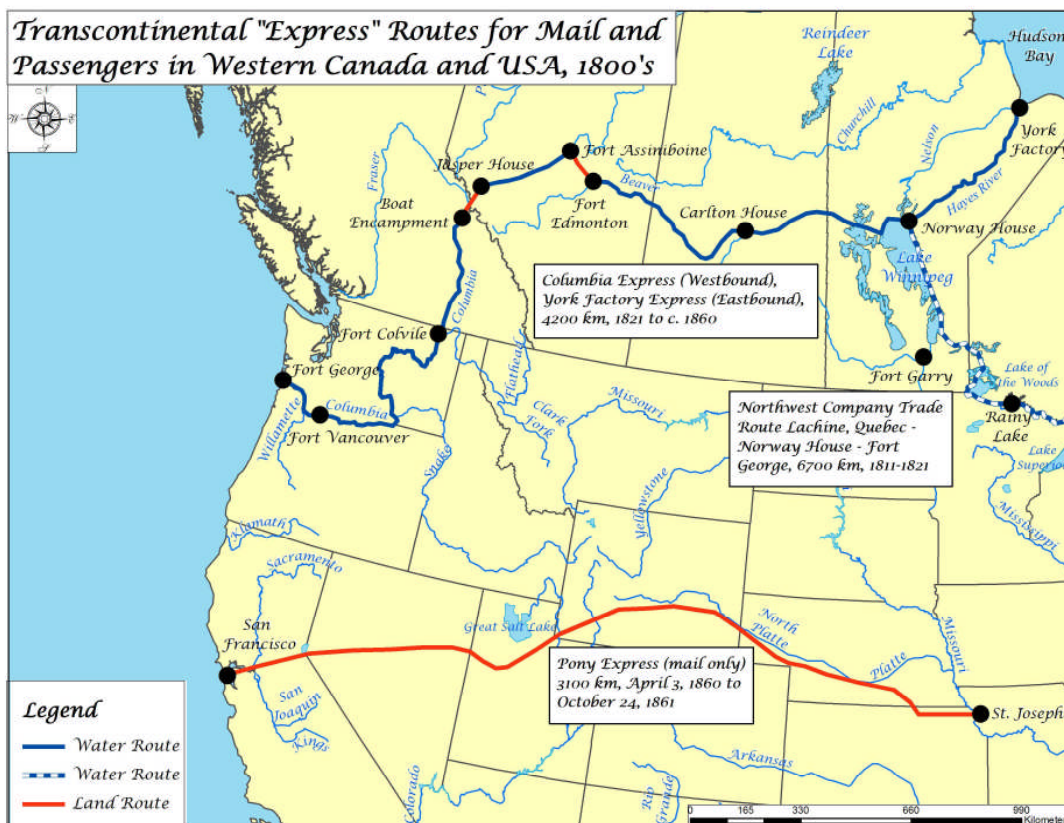 Transcontinental "Express" Routes for Mail and
Passengers in Western Canada and USA, 1800's
Hudson
Bay
Reindeer
Lake
Churchill
Nelson
York
Factory
Hayes River
Fraser
Jasper House
Fort Assiniboine
Boat
Encampment
Beaver
Fort
Edmonton
Carlton House
Norway House
Lake
Winnipeg
Columbia Express (Westbound),
York Factory Express (Eastbound),
4200 km, 1821 to c. 1860
Columbia
Fort Colvile
Fort George
Columbia
Fort Vancouver
Willamette
Flathead
Clark
Fork
Missouri
Fort Garry
Lake of
the Woods
Rainy
Lake
Lake
Superior
Northwest Company Trade
Route Lachine, Quebec -
Norway House - Fort
George, 6700 km, 1811-1821
Snake
Yellowstone
Mississippi
Klamath
Sacramento
San
Francisco
Great Salt Lake
North
Platte
Platte
Missouri
Pony Express (mail only)
3100 km, April 3, 1860 to
October 24, 1861
St. Joseph
San
Joaquin
Kings
Colorado
Rio
Grande
Arkansas
Legend
Water Route
Water Route
Land Route
0 165 330 660 990
Kilomete